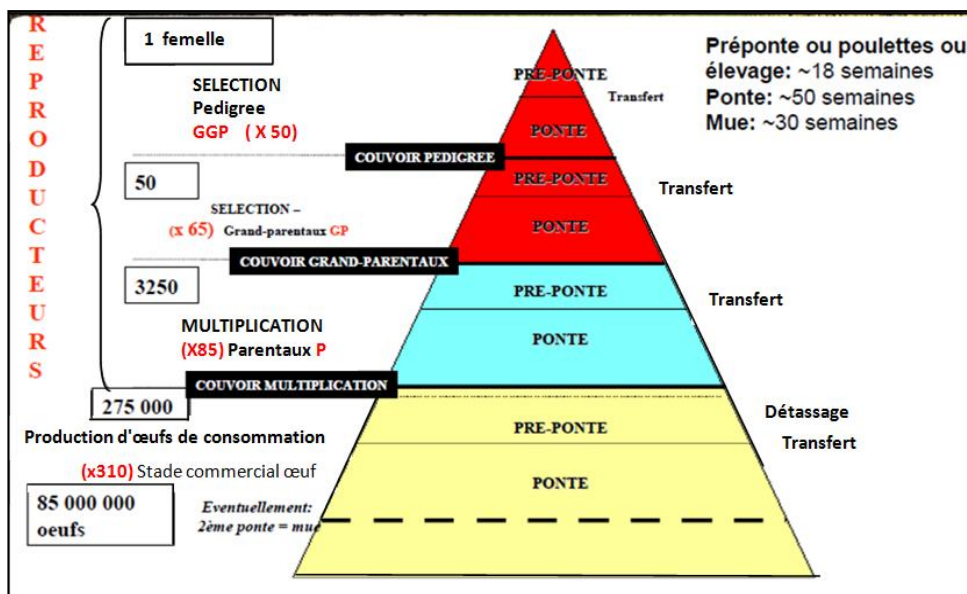 REPRODUCTEURS
1 femelle
SELECTION
Pedigree
GGP ( X 50)
COUVOIR PEDIGREE
50
SELECTION –
(x 65) Grand-parentaux GP
COUVOIR GRAND-PARENTAUX
3250
MULTIPLICATION
(X85) Parentaux P
COUVOIR MULTIPLICATION
275 000
Production d'œufs de consommation
(x310) Stade commercial œuf
85 000 000
oeufs
Eventuellement:
2ème ponte = mue
PRE-PONTE
Transfert
PONTE
PRE-PONTE
Transfert
PONTE
PRE-PONTE
Transfert
PONTE
Détassage
PRE-PONTE
Transfert
PONTE
Préponte ou poulettes ou
élevage: ~18 semaines
Ponte: ~50 semaines
Mue: ~30 semaines